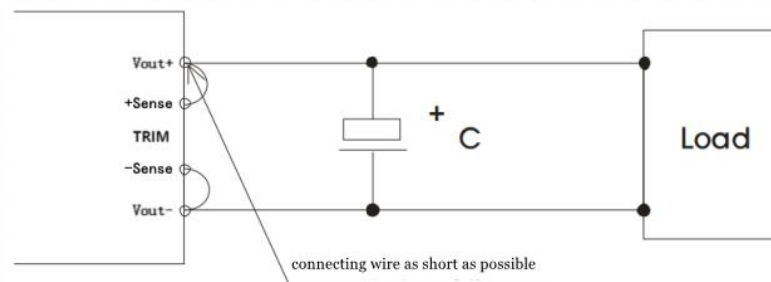 Vout+
+Sense
TRIM
-Sense
Vout-
+
C
Load
connecting wire as short as possible